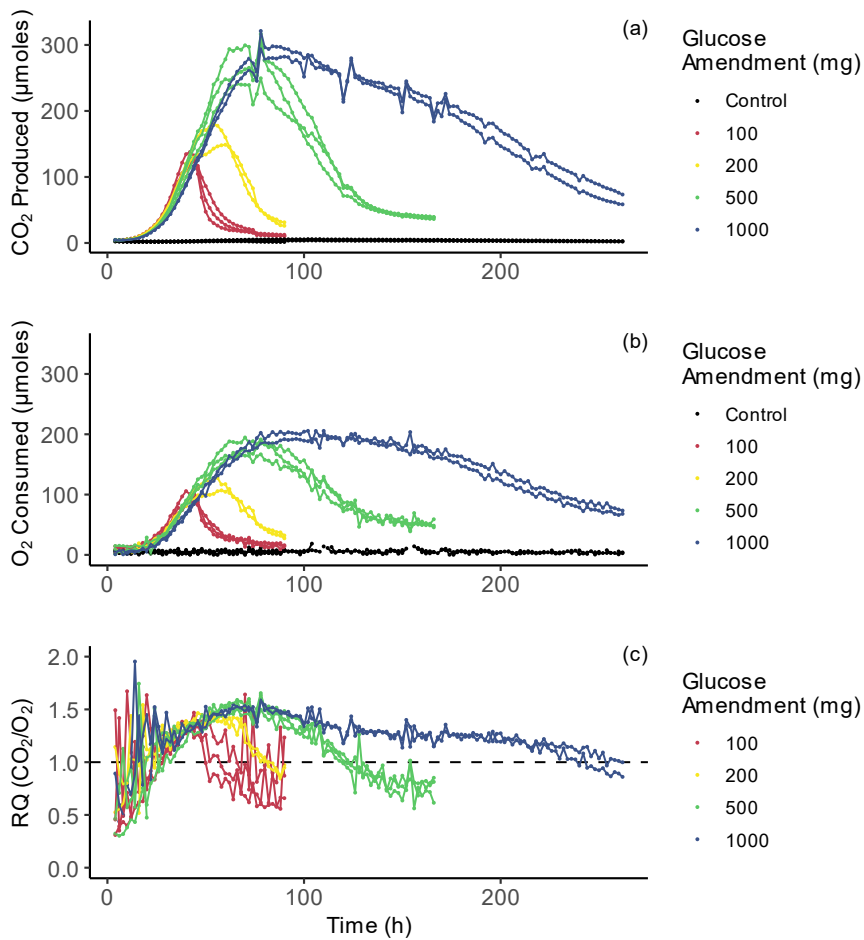 (a)
CO₂ Produced (µmoles)
300
200
100
0
0 100 200
Glucose
Amendment (mg)
Control
100
200
500
1000
(b)
O₂ Consumed (µmoles)
300
200
100
0
0 100 200
Glucose
Amendment (mg)
Control
100
200
500
1000
(c)
RQ (CO₂/O₂)
2.0
1.5
1.0
0.5
0.0
0 100 200
Time (h)
Glucose
Amendment (mg)
100
200
500
1000